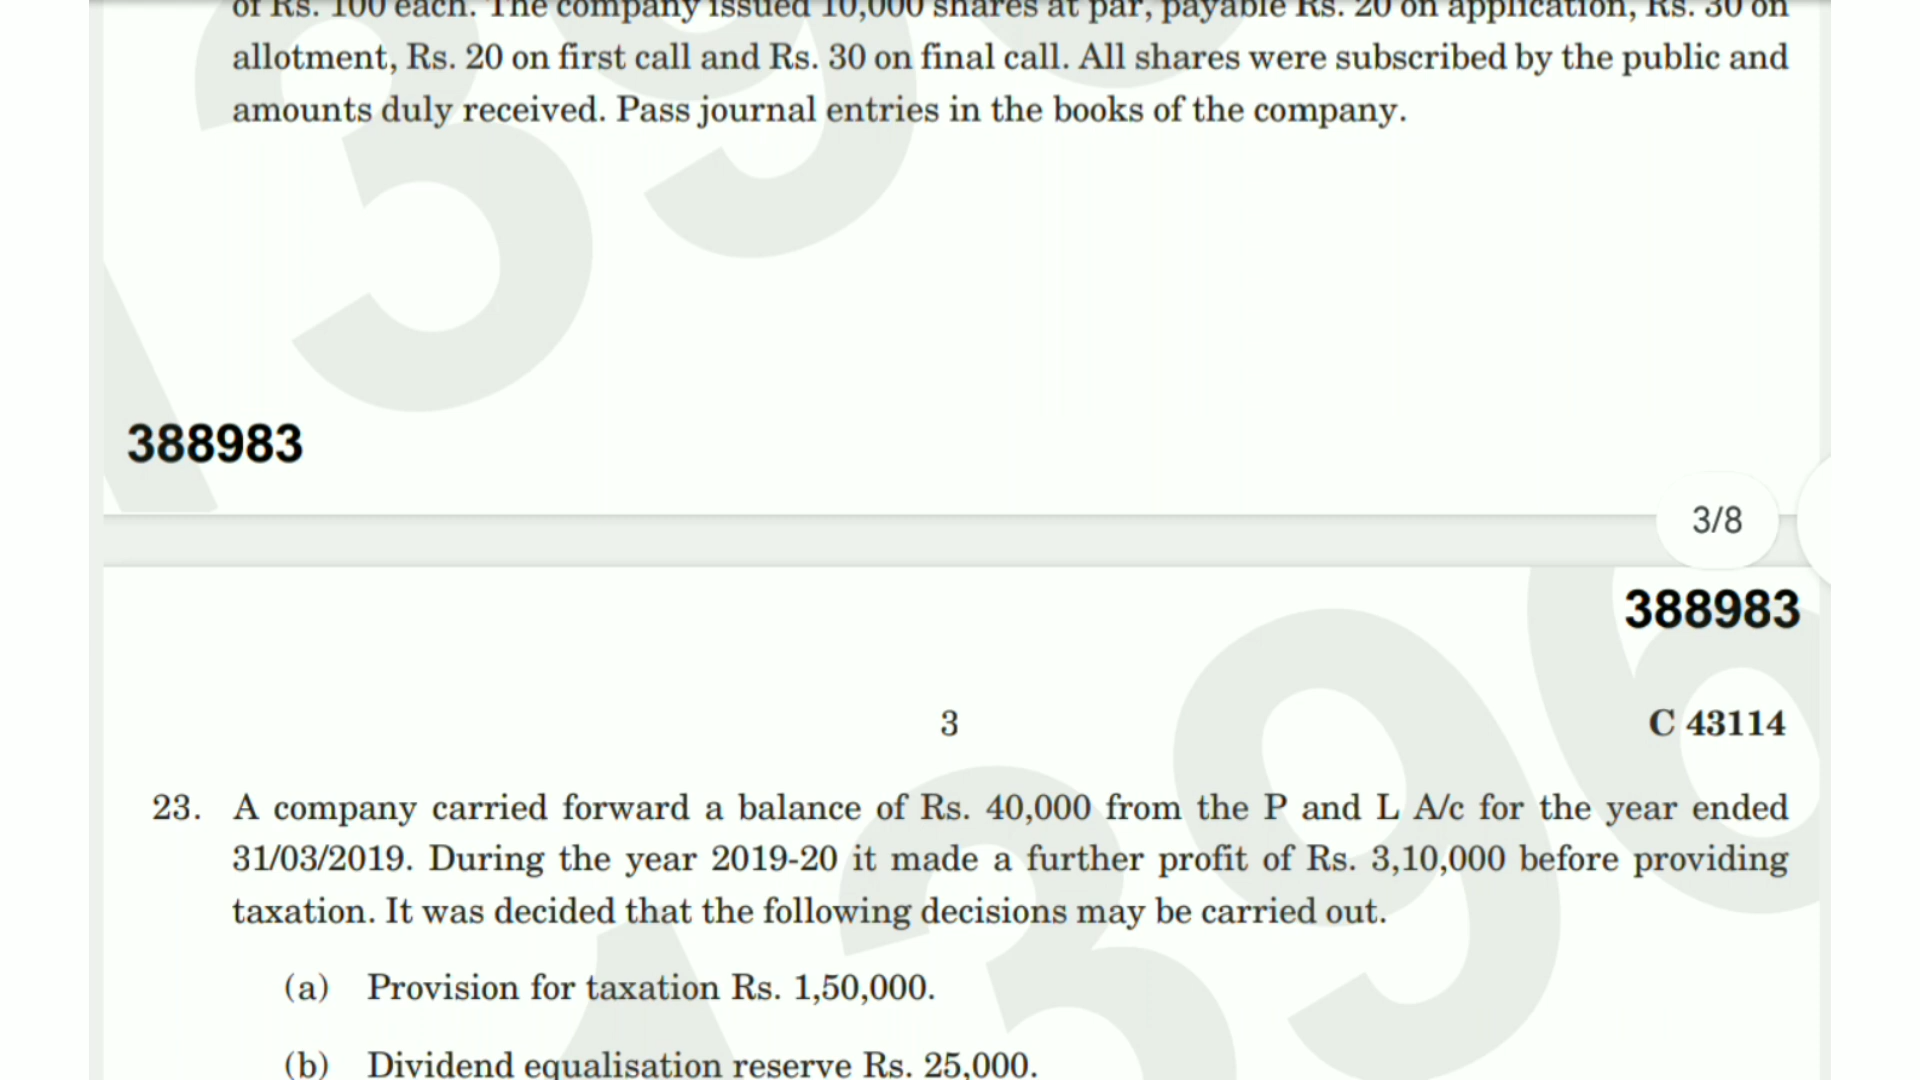 of Rs. 100 each. The company issued 10,000 shares at par, payable Rs. 20 on application, Rs. 30 on
allotment, Rs. 20 on first call and Rs. 30 on final call. All shares were subscribed by the public and
amounts duly received. Pass journal entries in the books of the company.
388983
3/8
388983
3
C 43114
23. A company carried forward a balance of Rs. 40,000 from the P and L A/c for the year ended
31/03/2019. During the year 2019-20 it made a further profit of Rs. 3,10,000 before providing
taxation. It was decided that the following decisions may be carried out.
(a) Provision for taxation Rs. 1,50,000.
(b) Dividend equalisation reserve Rs. 25,000.